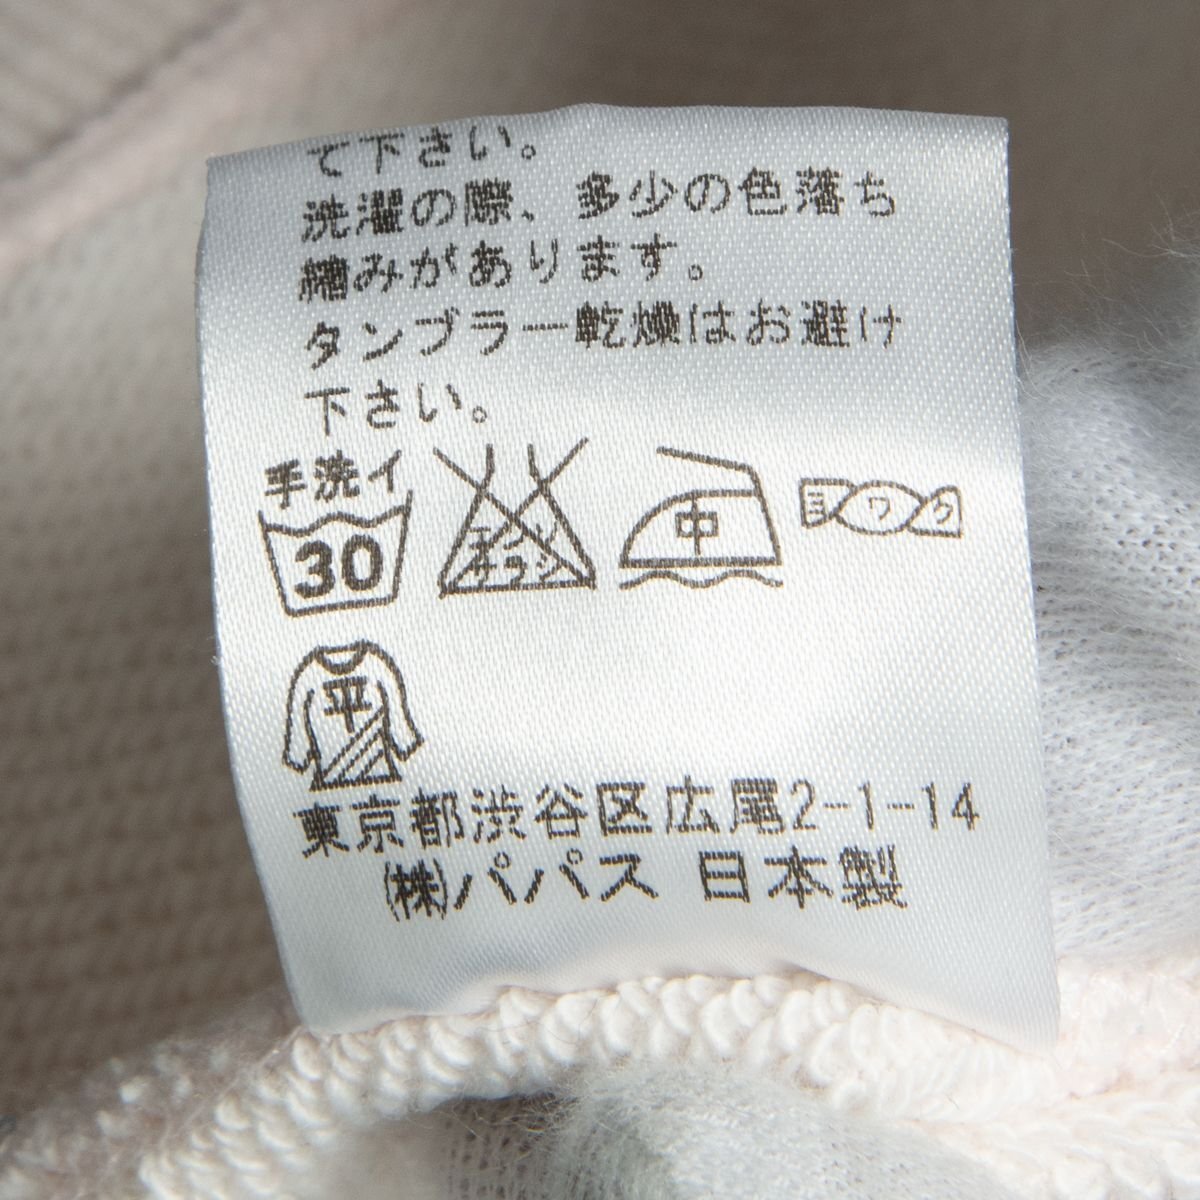 て下さい。
洗濯の際、多少の色落ち
縮みがあります。
タンブラー乾燥はお避け
下さい。
手洗イ
30
エンソ
サラシ
中
ヨワク
平
東京都渋谷区広尾2-1-14
(株)パパス 日本製